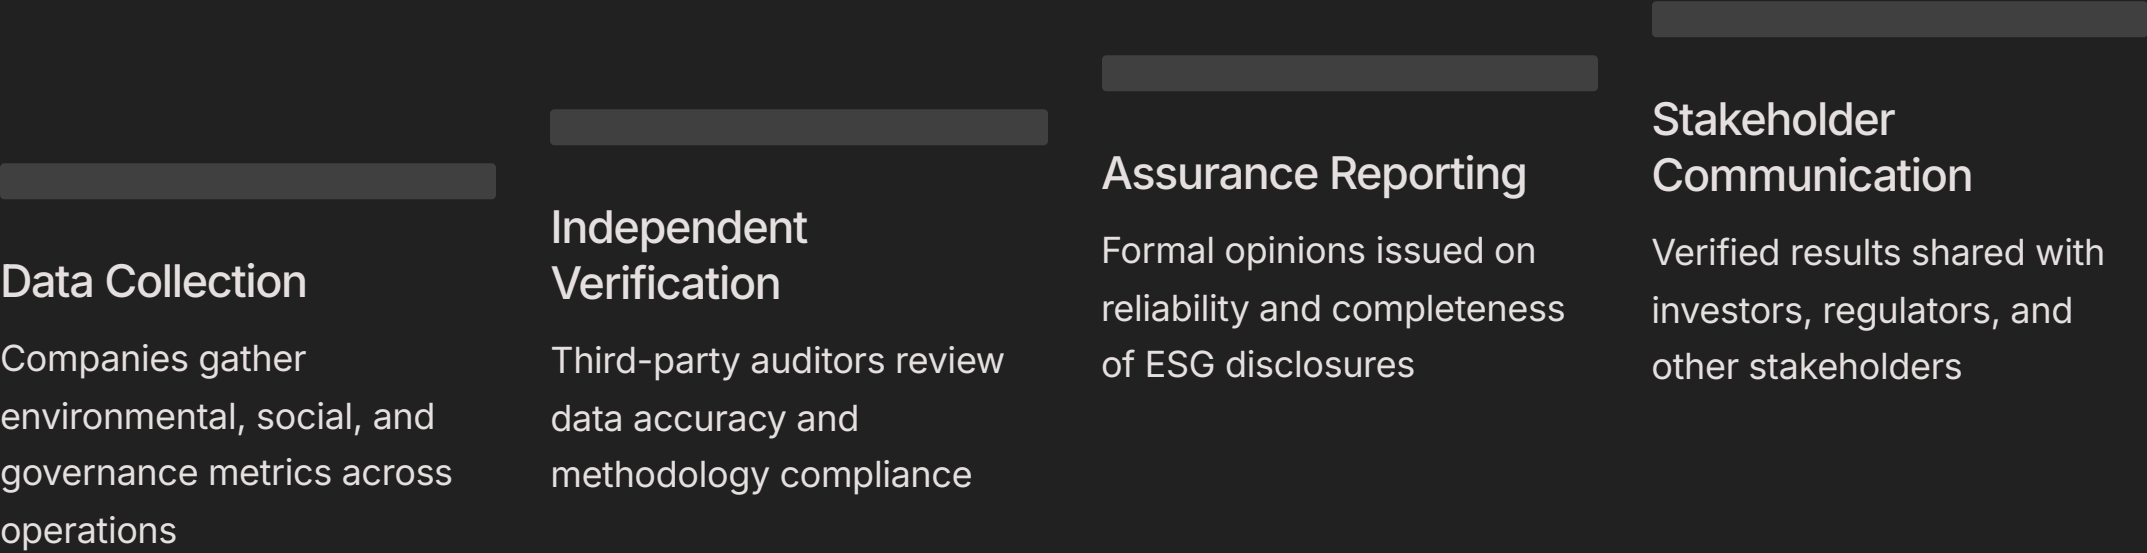 Data Collection
Companies gather
environmental, social, and
governance metrics across
operations
Independent
Verification
Third-party auditors review
data accuracy and
methodology compliance
Assurance Reporting
Formal opinions issued on
reliability and completeness
of ESG disclosures
Stakeholder
Communication
Verified results shared with
investors, regulators, and
other stakeholders